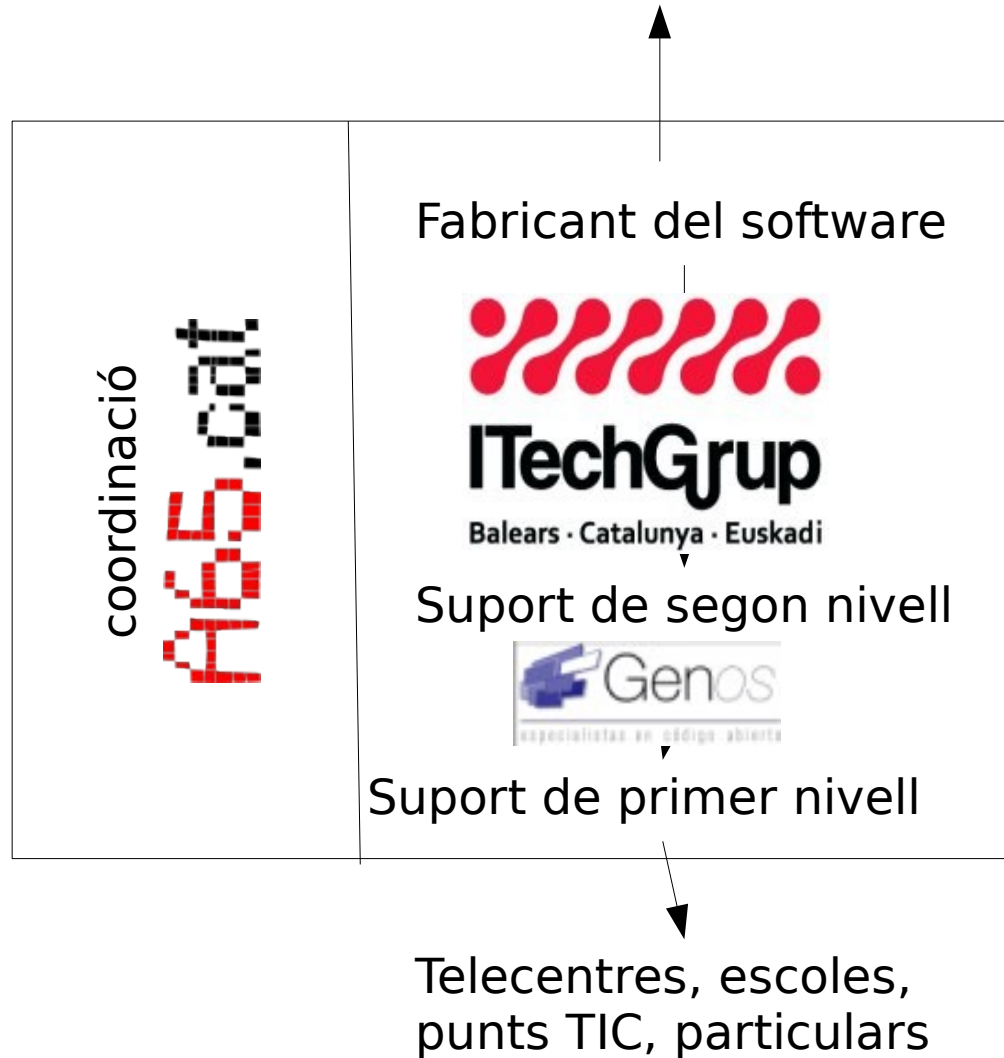 coordinació
A65.cat
Fabricant del software
ITechGrup
Balears · Catalunya · Euskadi
Suport de segon nivell
Genos
especialistas en código abierto
Suport de primer nivell
Telecentres, escoles,
punts TIC, particulars